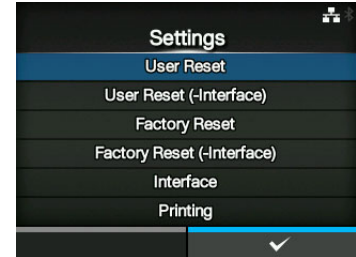 Settings
User Reset
User Reset (-Interface)
Factory Reset
Factory Reset (-Interface)
Interface
Printing